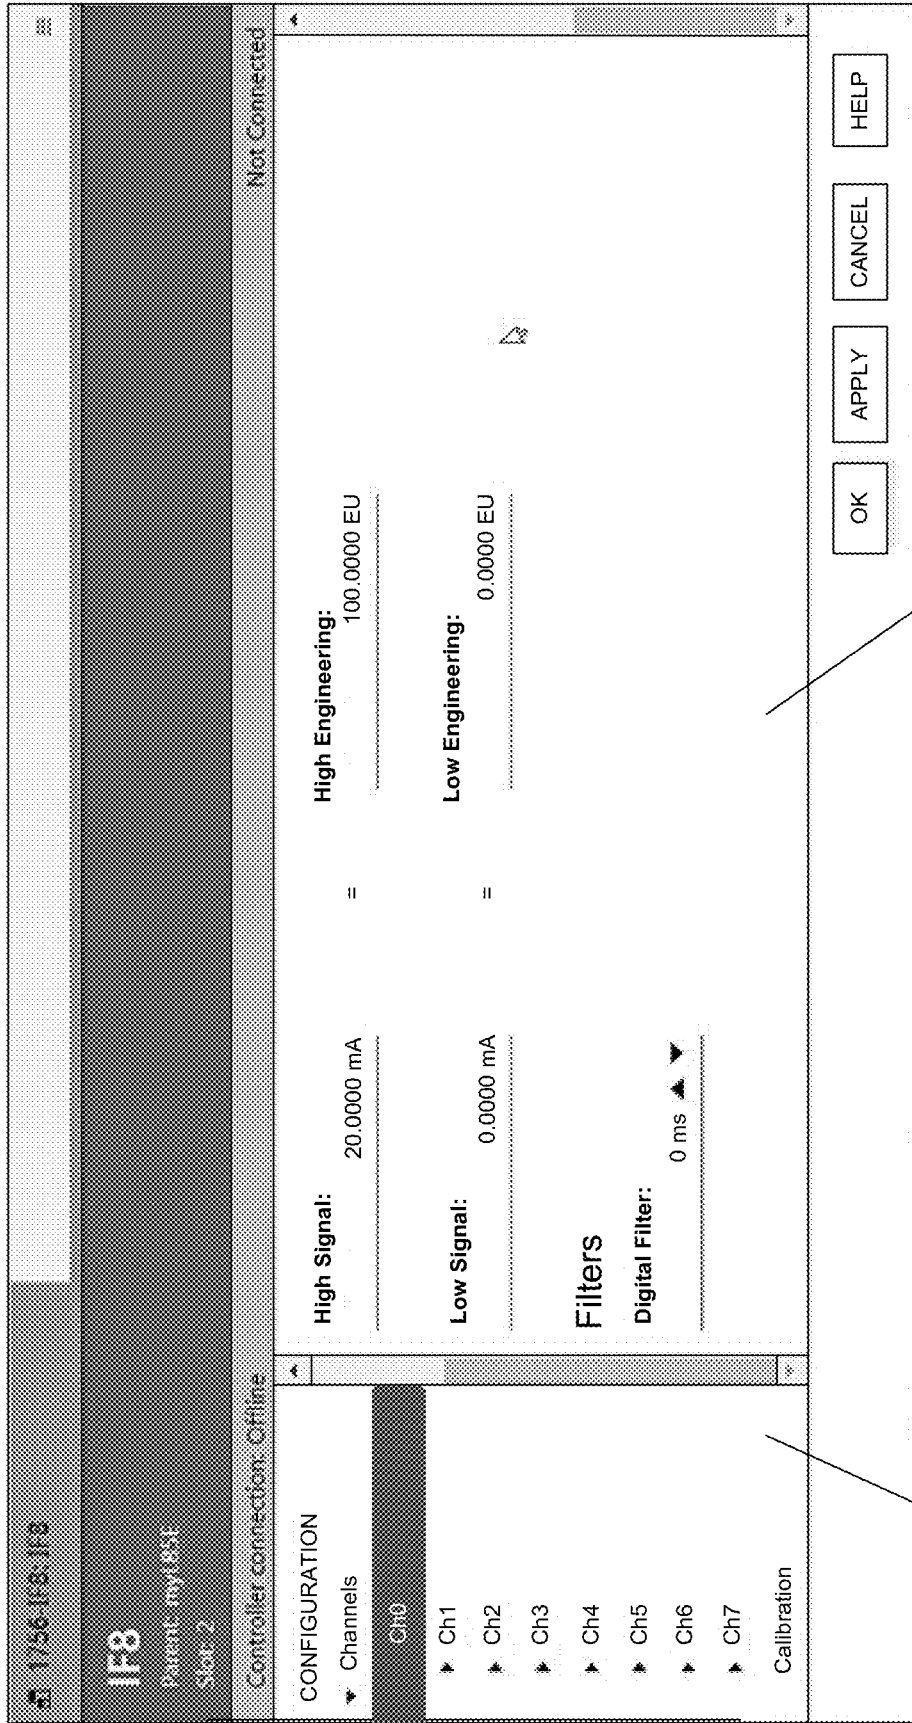 1756-IF8: IF8
IF8
Slot: 2
Controller connection: Offline
Not Connected
CONFIGURATION
Channels
Ch0
Ch1
Ch2
Ch3
Ch4
Ch5
Ch6
Ch7
Calibration
High Signal:
20.0000 mA
=
High Engineering:
100.0000 EU
Low Signal:
0.0000 mA
=
Low Engineering:
0.0000 EU
Filters
Digital Filter:
0 ms
OK
APPLY
CANCEL
HELP